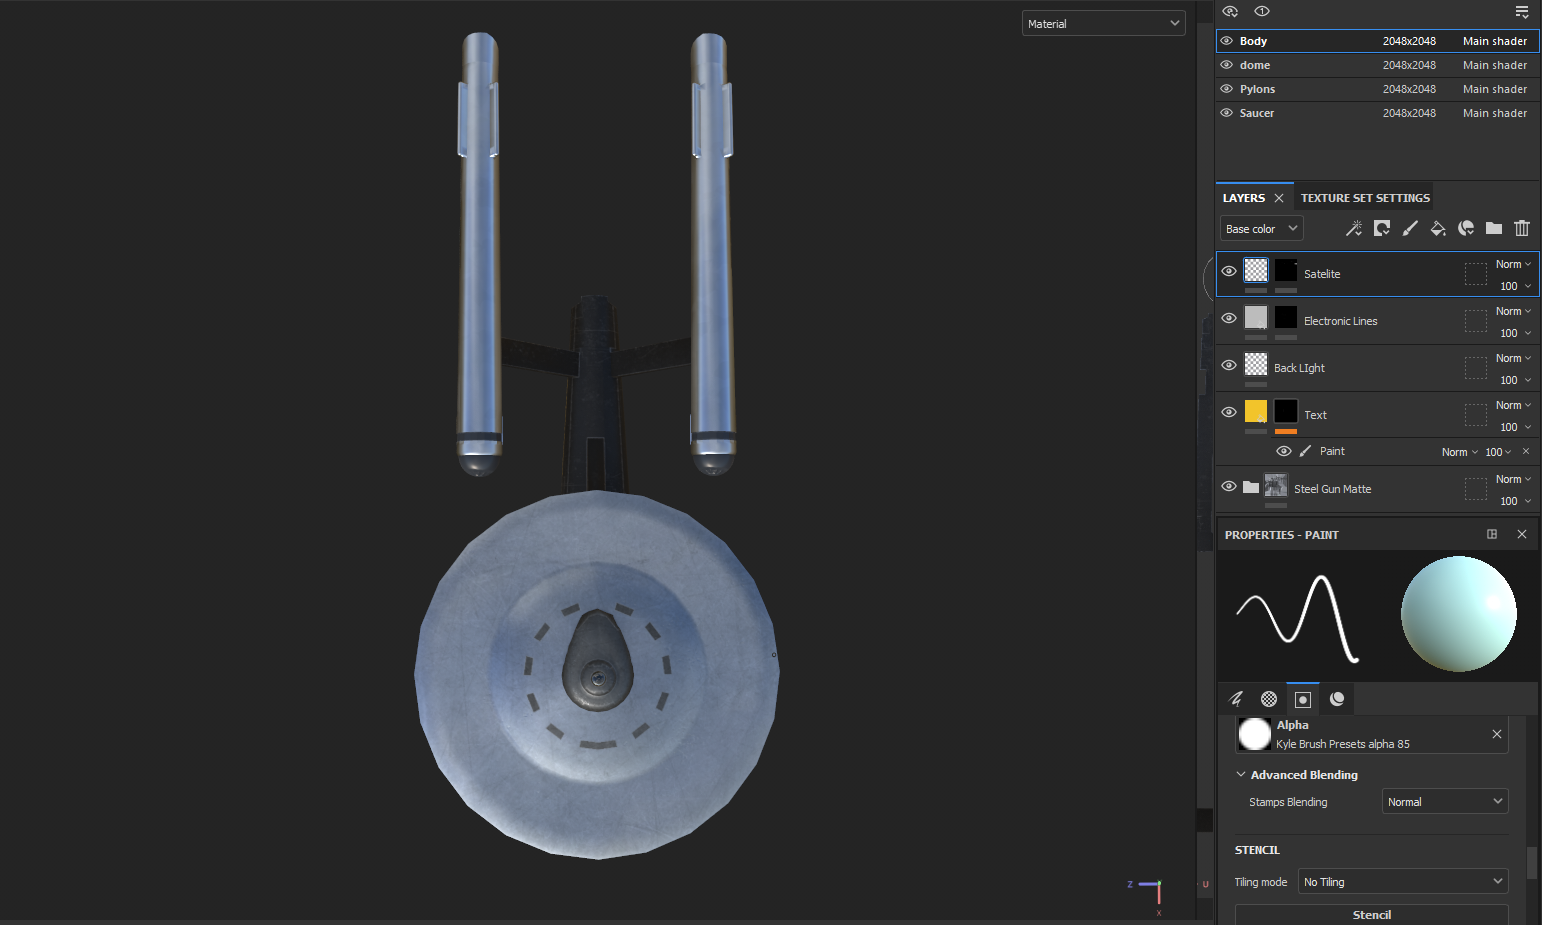 Material
Body 2048x2048 Main shader
dome 2048x2048 Main shader
Pylons 2048x2048 Main shader
Saucer 2048x2048 Main shader
LAYERS TEXTURE SET SETTINGS
Base color
Satelite Norm 100
Electronic Lines Norm 100
Back LIght Norm 100
Text Norm 100
Paint Norm 100
Steel Gun Matte Norm 100
PROPERTIES - PAINT
Alpha
Kyle Brush Presets alpha 85
Advanced Blending
Stamps Blending Normal
STENCIL
Tiling mode No Tiling
Stencil
Z
X
U